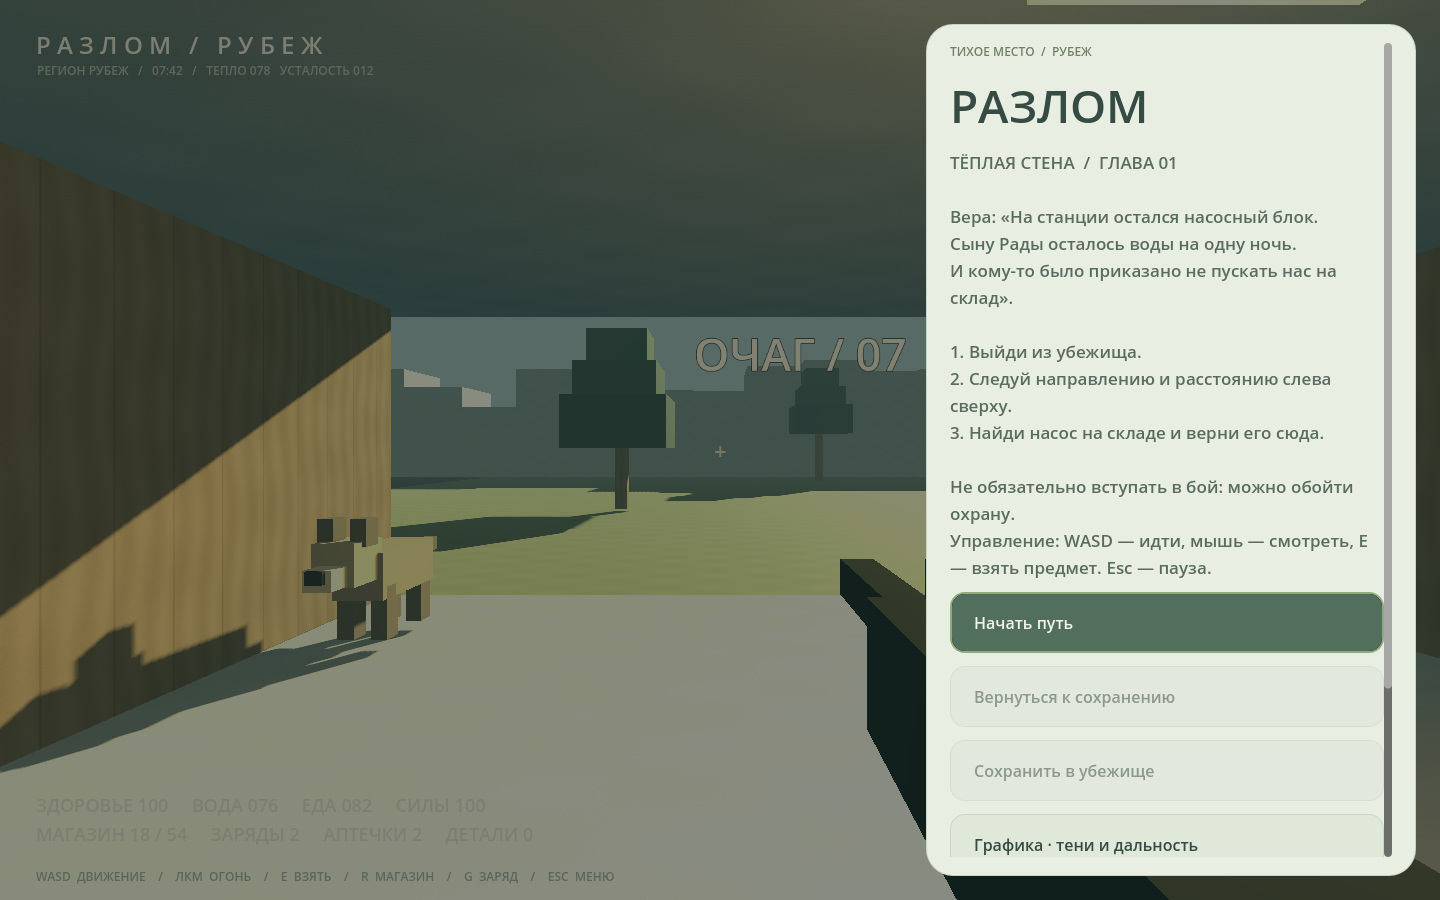 РАЗЛОМ / РУБЕЖ
РЕГИОН РУБЕЖ / 07:42 / ТЕПЛО 078 УСТАЛОСТЬ 012
ОЧАГ / 07
ЗДОРОВЬЕ 100 ВОДА 076 ЕДА 082 СИЛЫ 100
МАГАЗИН 18 / 54 ЗАРЯДЫ 2 АПТЕЧКИ 2 ДЕТАЛИ 0
WASD ДВИЖЕНИЕ / ЛКМ ОГОНЬ / E ВЗЯТЬ / R МАГАЗИН / G ЗАРЯД / ESC МЕНЮ
ТИХОЕ МЕСТО / РУБЕЖ
РАЗЛОМ
ТЁПЛАЯ СТЕНА / ГЛАВА 01
Вера: «На станции остался насосный блок.
Сыну Рады осталось воды на одну ночь.
И кому-то было приказано не пускать нас на
склад».
1. Выйди из убежища.
2. Следуй направлению и расстоянию слева
сверху.
3. Найди насос на складе и верни его сюда.
Не обязательно вступать в бой: можно обойти
охрану.
Управление: WASD — идти, мышь — смотреть, E
— взять предмет. Esc — пауза.
Начать путь
Вернуться к сохранению
Сохранить в убежище
Графика · тени и дальность